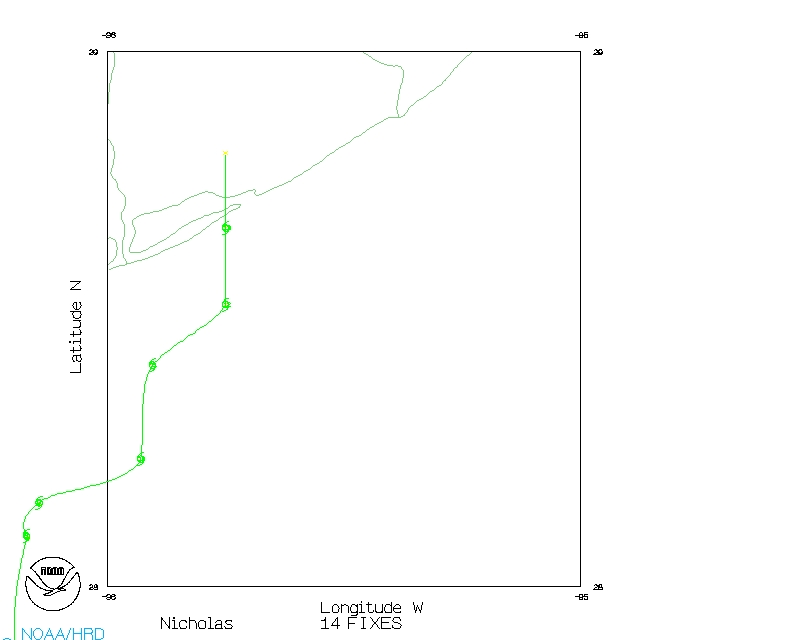 -96 -95
29 29
Latitude N
28 28
-96 -95
Longitude W
Nicholas 14 FIXES
NOAA
NOAA/HRD